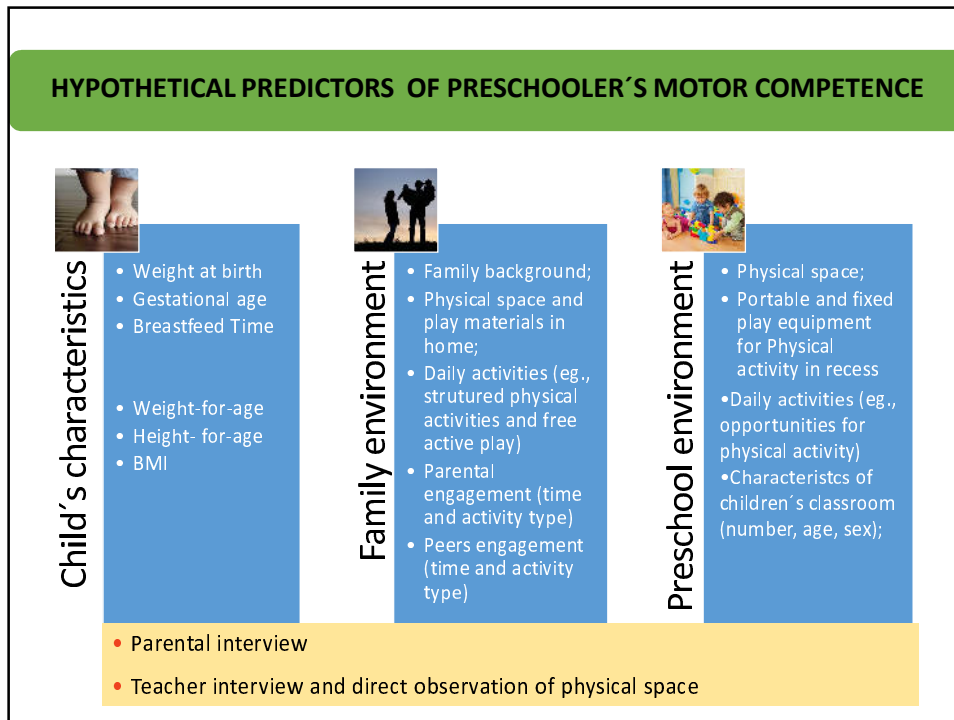 HYPOTHETICAL PREDICTORS OF PRESCHOOLER´S MOTOR COMPETENCE
Child´s characteristics
• Weight at birth
• Gestational age
• Breastfeed Time
• Weight-for-age
• Height- for-age
• BMI
Family environment
• Family background;
• Physical space and
play materials in
home;
• Daily activities (eg.,
strutured physical
activities and free
active play)
• Parental
engagement (time
and activity type)
• Peers engagement
(time and activity
type)
Preschool environment
• Physical space;
• Portable and fixed
play equipment
for Physical
activity in recess
•Daily activities (eg.,
opportunities for
physical activity)
•Characteristcs of
children´s classroom
(number, age, sex);
• Parental interview
• Teacher interview and direct observation of physical space